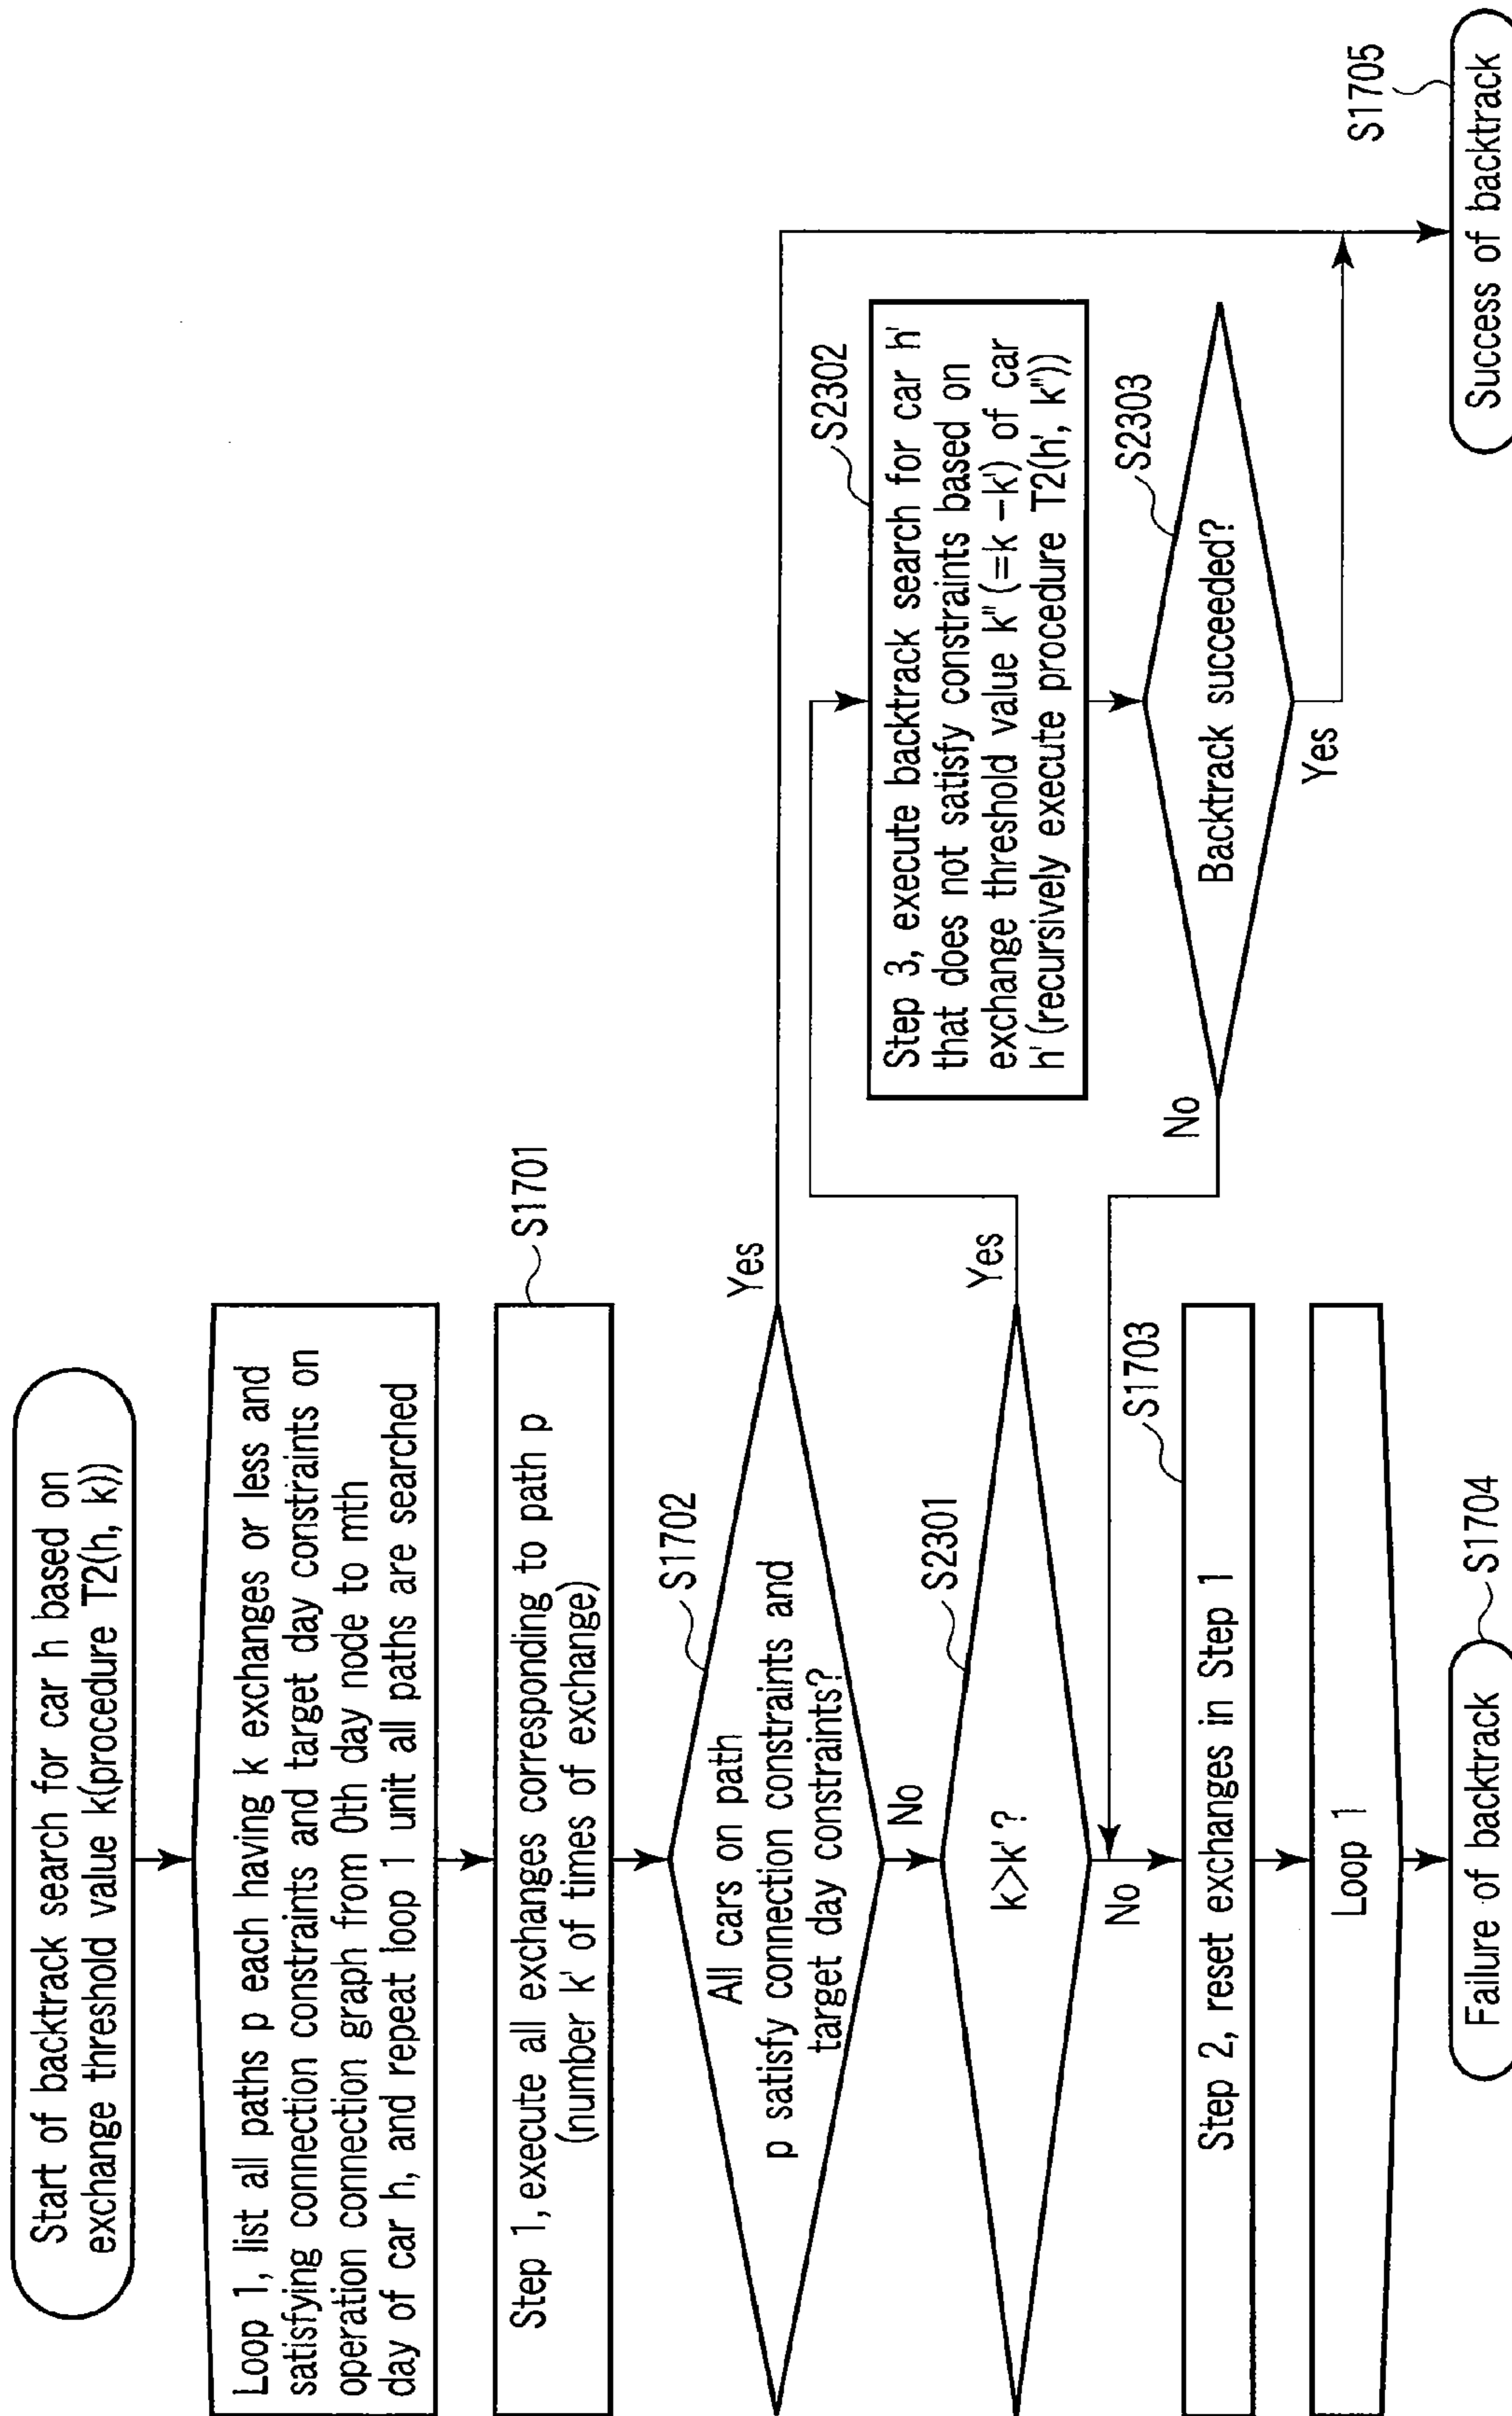 Start of backtrack search for car h based on
exchange threshold value k(procedure T2(h, k))
Loop 1, list all paths p each having k exchanges or less and
satisfying connection constraints and target day constraints on
operation connection graph from 0th day node to mth
day of car h, and repeat loop 1 unit all paths are searched
Step 1, execute all exchanges corresponding to path p
(number k' of times of exchange)
S1701
S1702
All cars on path
p satisfy connection constraints and
target day constraints?
Yes
No
S2301
k>k' ?
Yes
No
S2302
Step 3, execute backtrack search for car h'
that does not satisfy constraints based on
exchange threshold value k" (=k -k') of car
h' (recursively execute procedure T2(h', k"))
S2303
Backtrack succeeded?
No
Yes
S1703
Step 2, reset exchanges in Step 1
Loop 1
Failure of backtrack
S1704
S1705
Success of backtrack